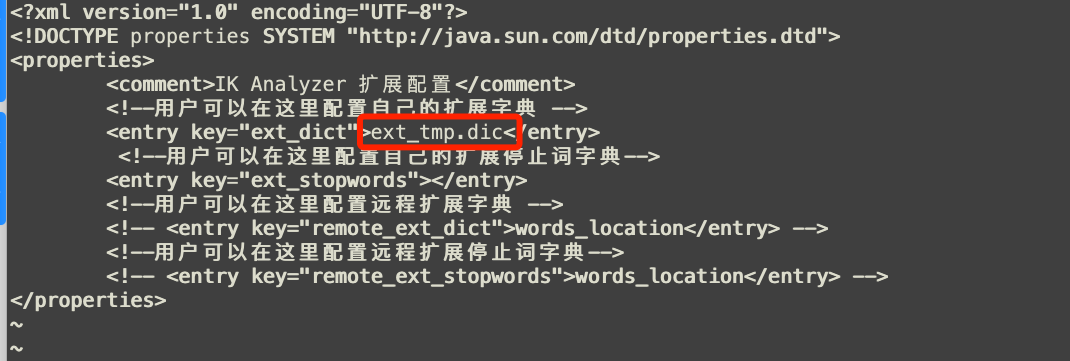 <?xml version="1.0" encoding="UTF-8"?>
<!DOCTYPE properties SYSTEM "http://java.sun.com/dtd/properties.dtd">
<properties>
<comment>IK Analyzer 扩展配置</comment>
<!--用户可以在这里配置自己的扩展字典 -->
<entry key="ext_dict">ext_tmp.dic</entry>
<!--用户可以在这里配置自己的扩展停止词字典-->
<entry key="ext_stopwords"></entry>
<!--用户可以在这里配置远程扩展字典 -->
<!-- <entry key="remote_ext_dict">words_location</entry> -->
<!--用户可以在这里配置远程扩展停止词字典-->
<!-- <entry key="remote_ext_stopwords">words_location</entry> -->
</properties>
~
~